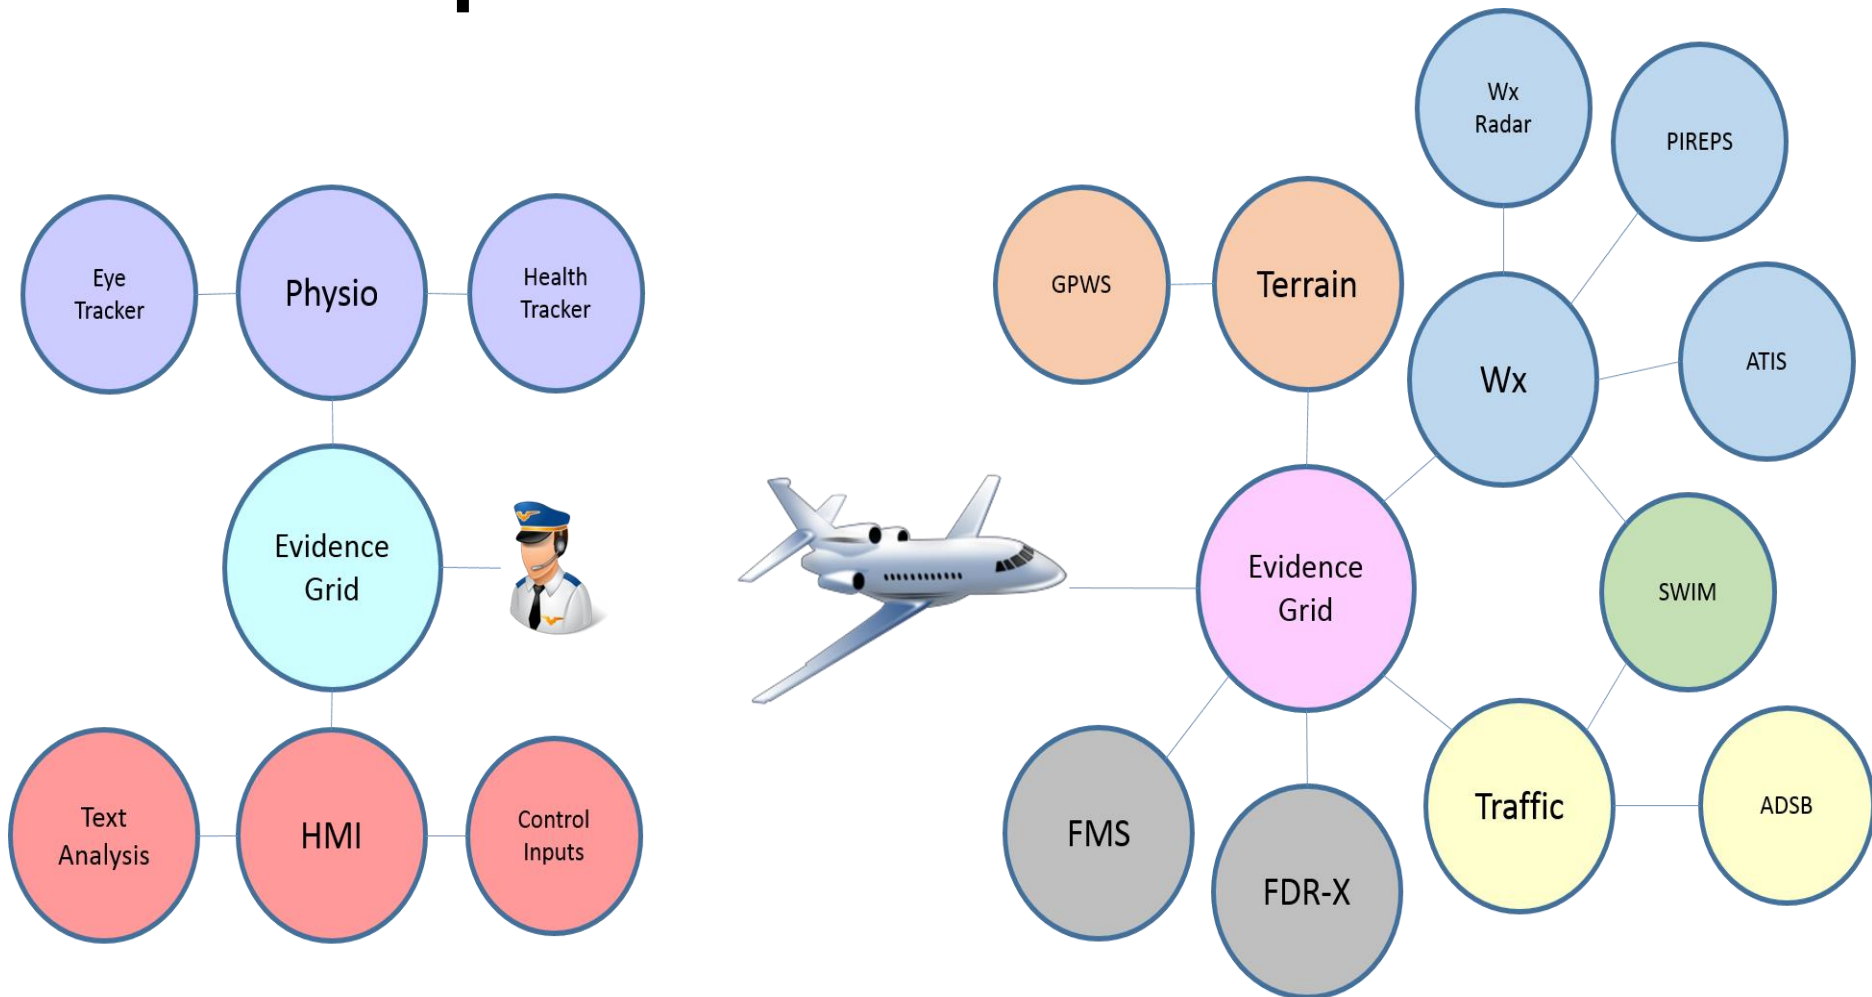 Eye
Tracker
Physio
Health
Tracker
Evidence
Grid
Text
Analysis
HMI
Control
Inputs
GPWS
Terrain
Wx
Radar
PIREPS
Wx
ATIS
Evidence
Grid
SWIM
FMS
FDR-X
Traffic
ADSB